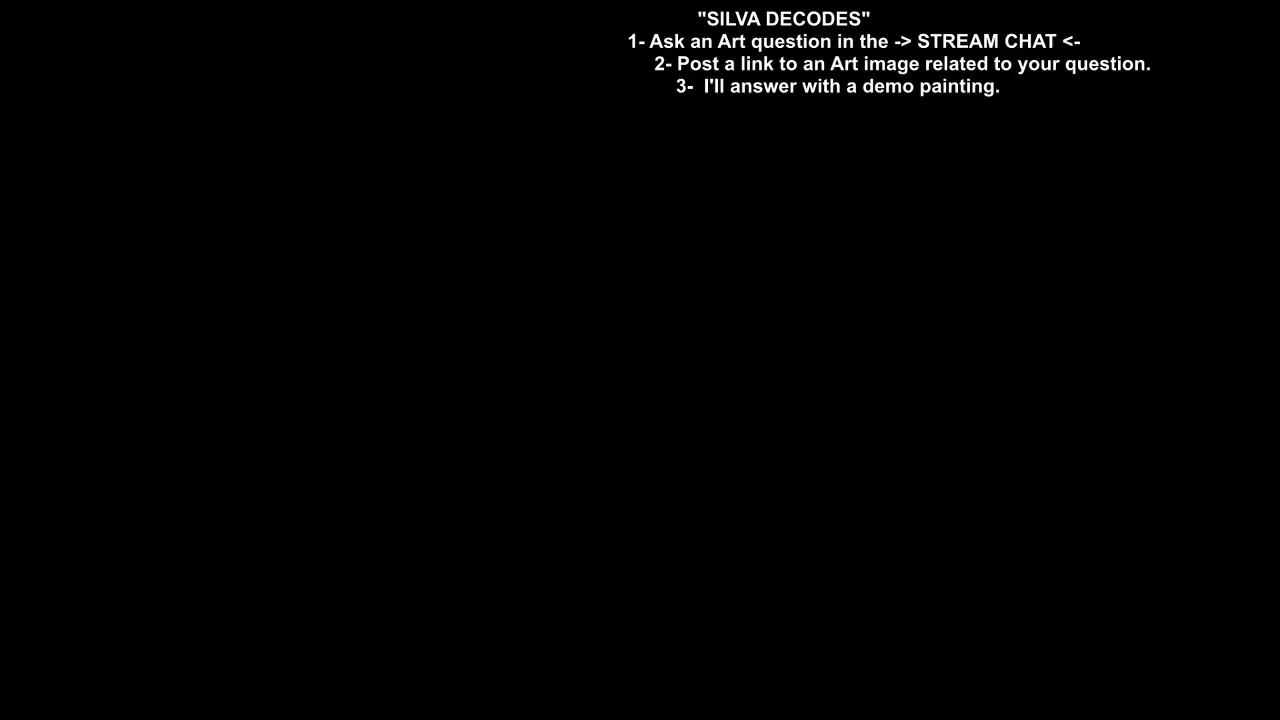 "SILVA DECODES"
1- Ask an Art question in the -> STREAM CHAT <-
2- Post a link to an Art image related to your question.
3-  I'll answer with a demo painting.